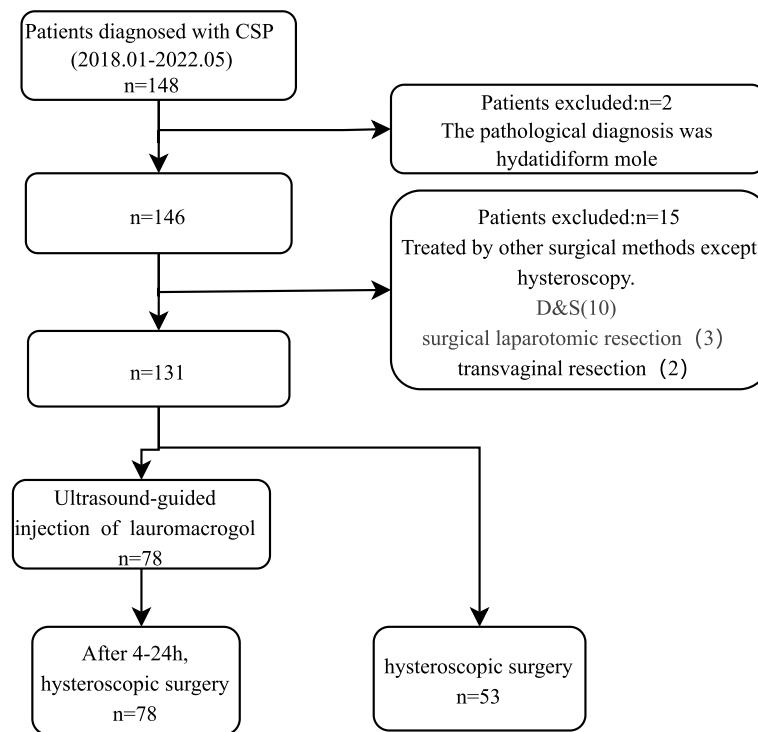 Patients diagnosed with CSP
(2018.01-2022.05)
n=148
Patients excluded:n=2
The pathological diagnosis was
hydatidiform mole
n=146
Patients excluded:n=15
Treated by other surgical methods except
hysteroscopy.
D&S(10)
surgical laparotomic resection（3）
transvaginal resection（2）
n=131
Ultrasound-guided
injection of lauromacrogol
n=78
After 4-24h,
hysteroscopic surgery
n=78
hysteroscopic surgery
n=53